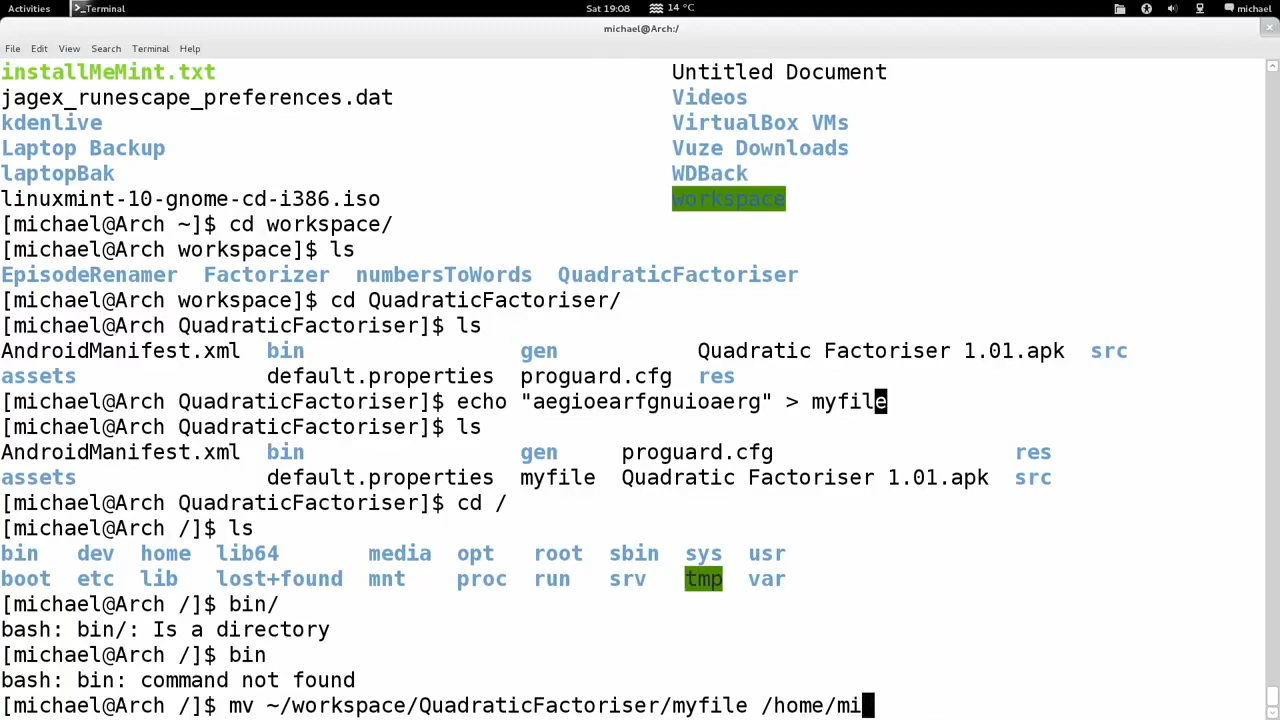 Activities >_Terminal Sat 19:08 14 °C michael
michael@Arch:/
File Edit View Search Terminal Help
installMeMint.txt Untitled Document
jagex_runescape_preferences.dat Videos
kdenlive VirtualBox VMs
Laptop Backup Vuze Downloads
laptopBak WDBack
linuxmint-10-gnome-cd-i386.iso workspace
[michael@Arch ~]$ cd workspace/
[michael@Arch workspace]$ ls
EpisodeRenamer Factorizer numbersToWords QuadraticFactoriser
[michael@Arch workspace]$ cd QuadraticFactoriser/
[michael@Arch QuadraticFactoriser]$ ls
AndroidManifest.xml bin gen Quadratic Factoriser 1.01.apk src
assets default.properties proguard.cfg res
[michael@Arch QuadraticFactoriser]$ echo "aegioearfgnuioaerg" > myfile
[michael@Arch QuadraticFactoriser]$ ls
AndroidManifest.xml bin gen proguard.cfg res
assets default.properties myfile Quadratic Factoriser 1.01.apk src
[michael@Arch QuadraticFactoriser]$ cd /
[michael@Arch /]$ ls
bin dev home lib64 media opt root sbin sys usr
boot etc lib lost+found mnt proc run srv tmp var
[michael@Arch /]$ bin/
bash: bin/: Is a directory
[michael@Arch /]$ bin
bash: bin: command not found
[michael@Arch /]$ mv ~/workspace/QuadraticFactoriser/myfile /home/mi